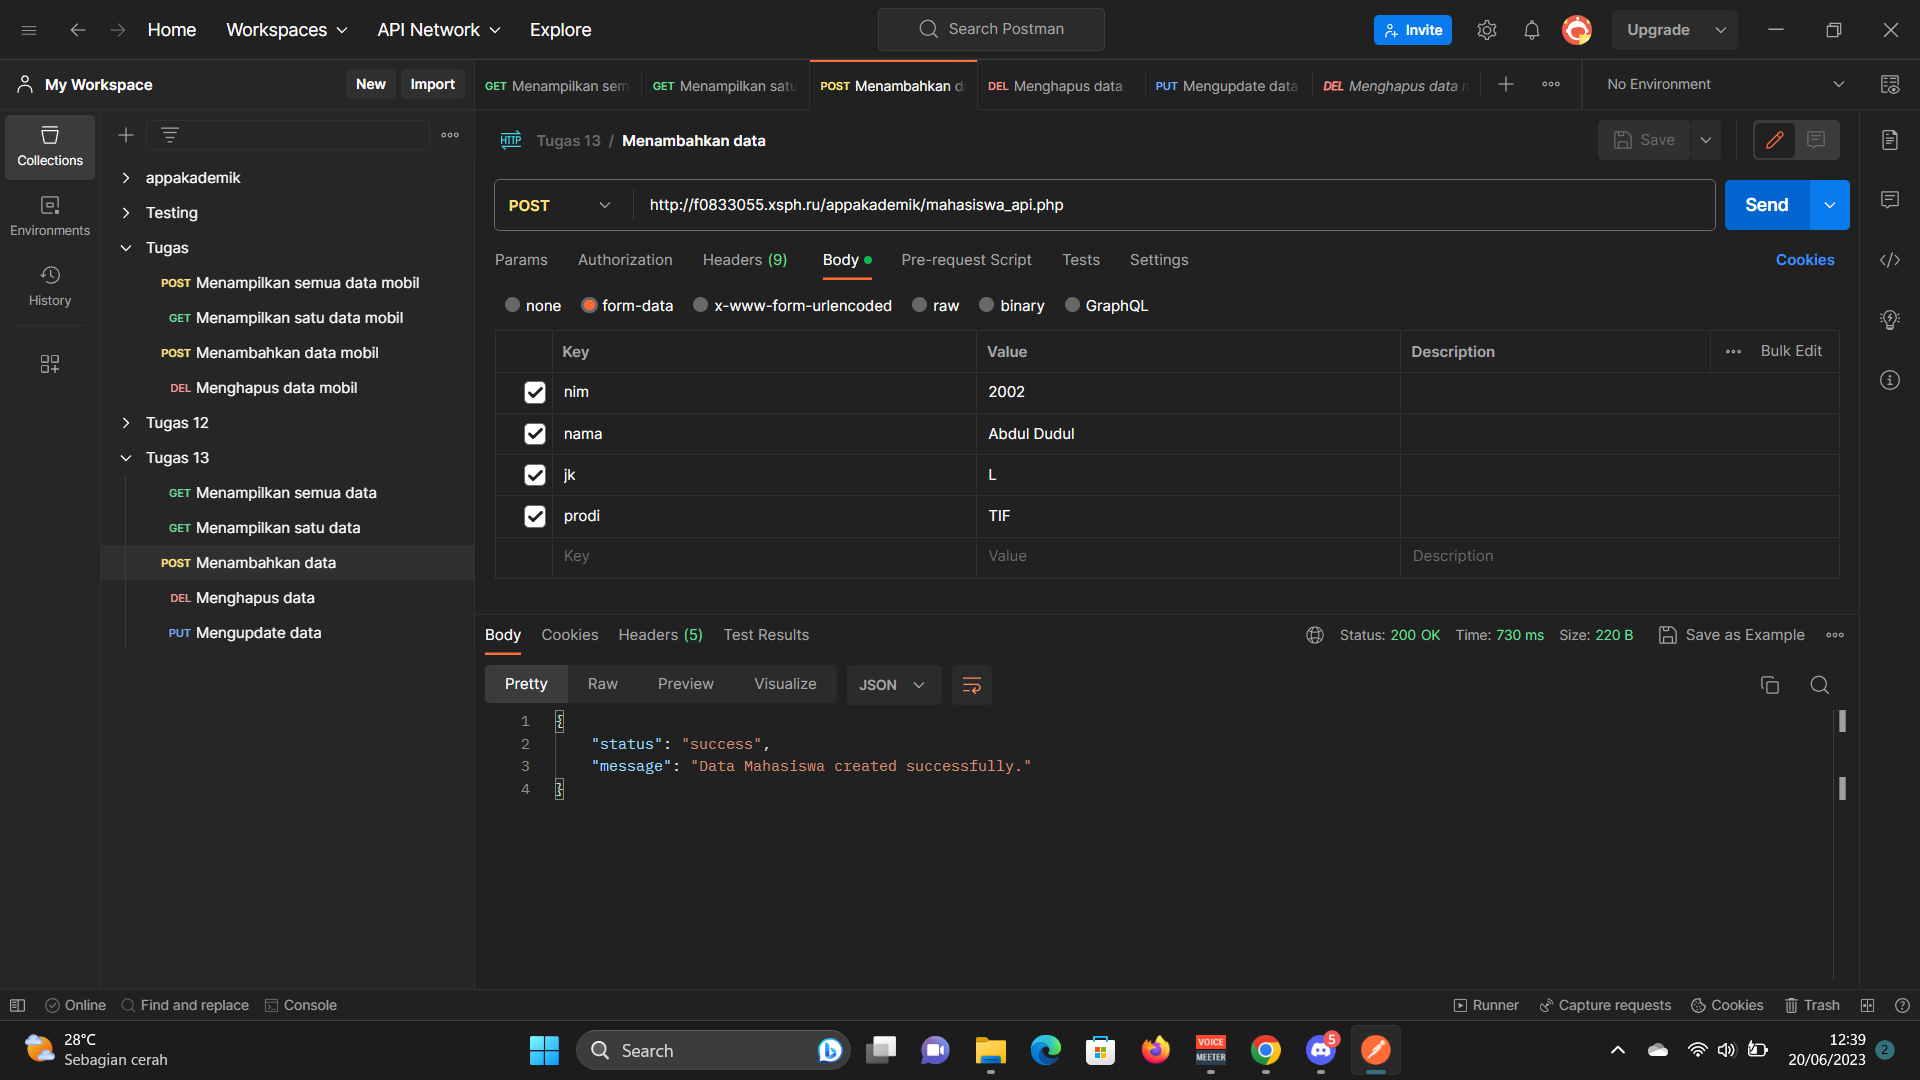 Home
Workspaces
API Network
Explore
Search Postman
Invite
Upgrade
My Workspace
New
Import
GET Menampilkan sem
GET Menampilkan satu
POST Menambahkan d
DEL Menghapus data
PUT Mengupdate data
DEL Menghapus data
No Environment
Collections
Environments
History
appakademik
Testing
Tugas
POST Menampilkan semua data mobil
GET Menampilkan satu data mobil
POST Menambahkan data mobil
DEL Menghapus data mobil
Tugas 12
Tugas 13
GET Menampilkan semua data
GET Menampilkan satu data
POST Menambahkan data
DEL Menghapus data
PUT Mengupdate data
HTTP
Tugas 13 / Menambahkan data
Save
POST
http://f0833055.xsph.ru/appakademik/mahasiswa_api.php
Send
Params
Authorization
Headers (9)
Body
Pre-request Script
Tests
Settings
Cookies
none
form-data
x-www-form-urlencoded
raw
binary
GraphQL
Key
Value
Description
Bulk Edit
nim
2002
nama
Abdul Dudul
jk
L
prodi
TIF
Key
Value
Description
Body
Cookies
Headers (5)
Test Results
Status: 200 OK
Time: 730 ms
Size: 220 B
Save as Example
Pretty
Raw
Preview
Visualize
JSON
1 {
2 "status": "success",
3 "message": "Data Mahasiswa created successfully."
4 }
Online
Find and replace
Console
Runner
Capture requests
Cookies
Trash
28°C
Sebagian cerah
Search
VOICE
MEETER
5
12:39
20/06/2023
2